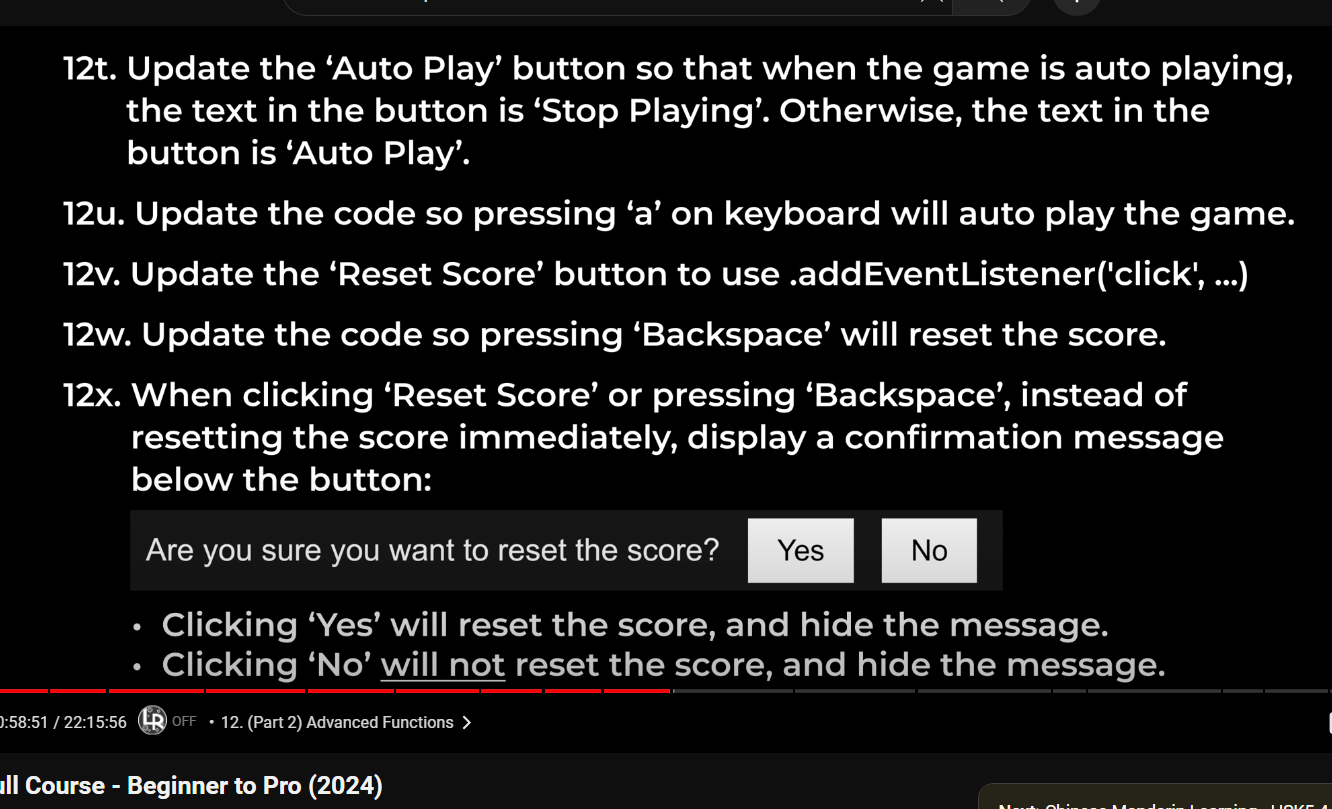 12t. Update the ‘Auto Play’ button so that when the game is auto playing,
the text in the button is ‘Stop Playing’. Otherwise, the text in the
button is ‘Auto Play’.
12u. Update the code so pressing ‘a’ on keyboard will auto play the game.
12v. Update the ‘Reset Score’ button to use .addEventListener('click', ...)
12w. Update the code so pressing ‘Backspace’ will reset the score.
12x. When clicking ‘Reset Score’ or pressing ‘Backspace’, instead of
resetting the score immediately, display a confirmation message
below the button:
Are you sure you want to reset the score? Yes No
• Clicking ‘Yes’ will reset the score, and hide the message.
• Clicking ‘No’ will not reset the score, and hide the message.
:58:51 / 22:15:56 LR OFF • 12. (Part 2) Advanced Functions
Course - Beginner to Pro (2024)